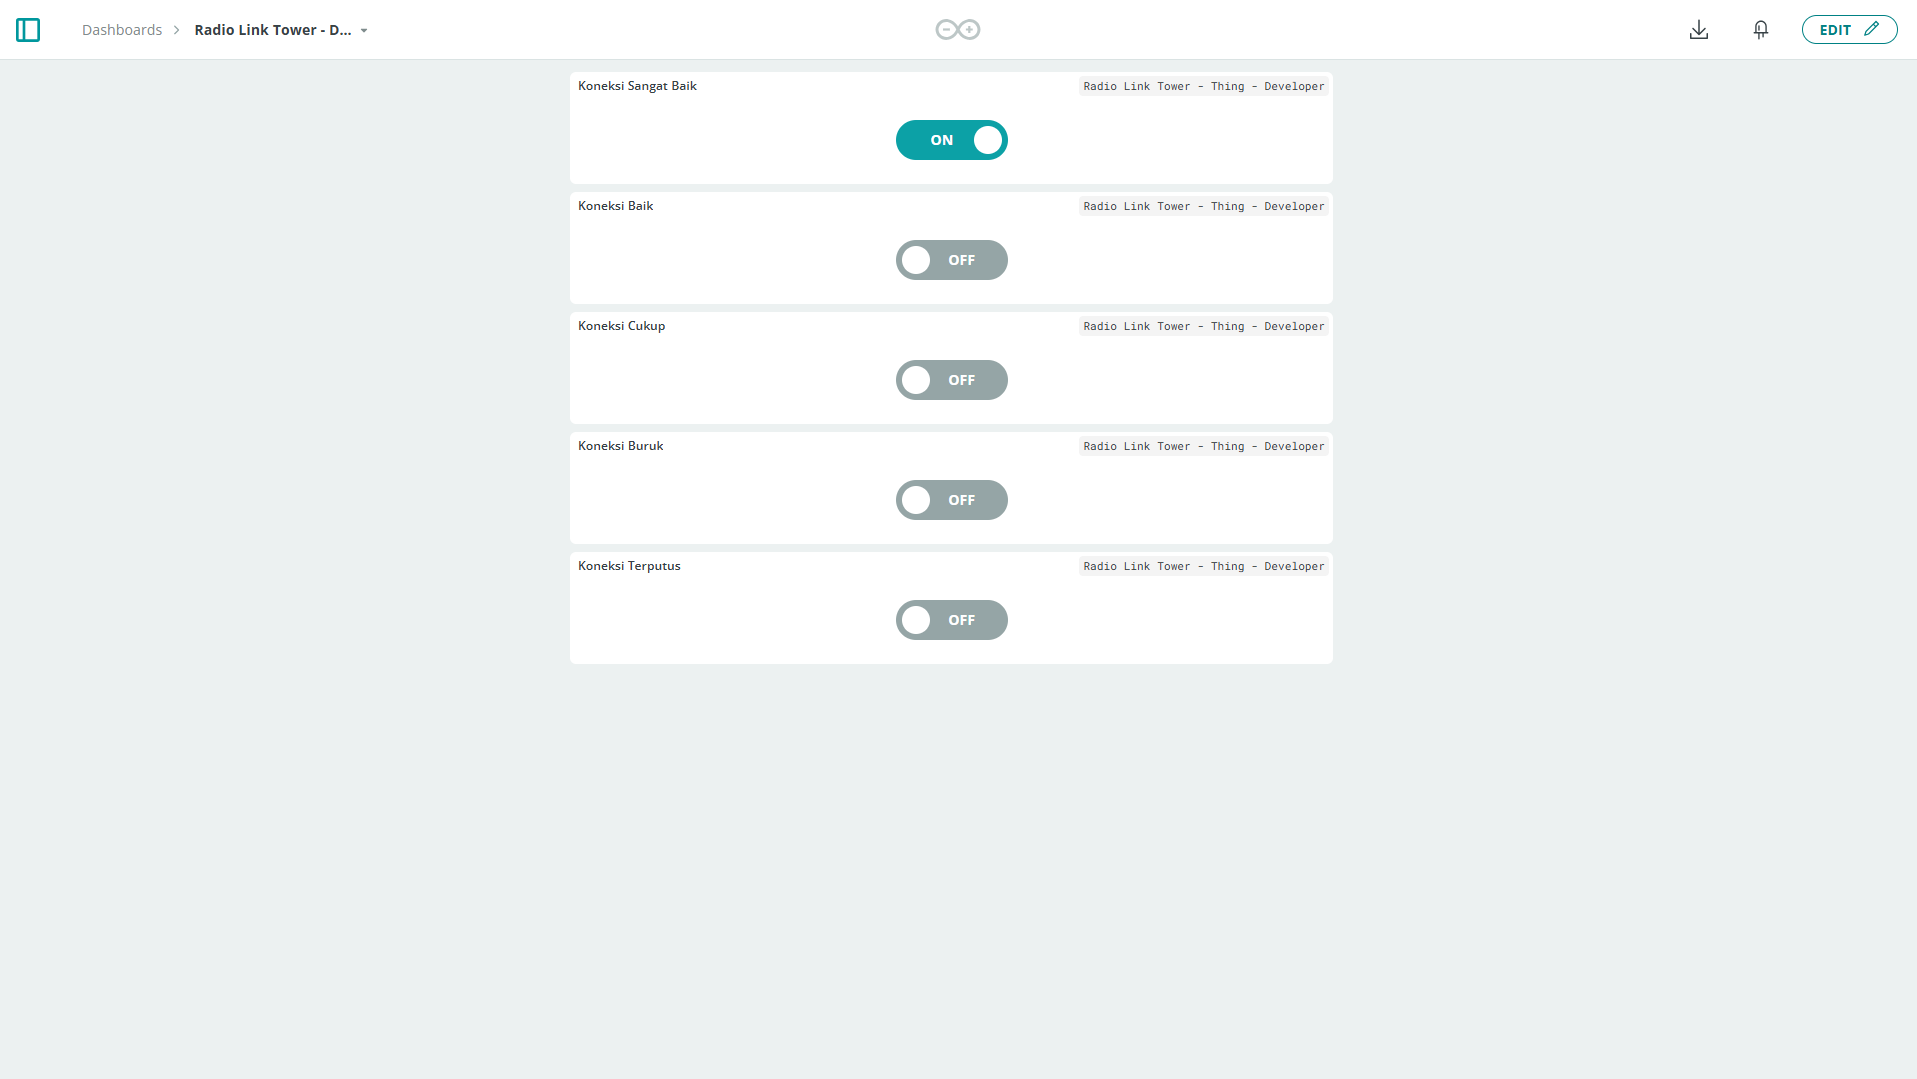 Dashboards > Radio Link Tower - D...
EDIT
Koneksi Sangat Baik
Radio Link Tower - Thing - Developer
ON
Koneksi Baik
Radio Link Tower - Thing - Developer
OFF
Koneksi Cukup
Radio Link Tower - Thing - Developer
OFF
Koneksi Buruk
Radio Link Tower - Thing - Developer
OFF
Koneksi Terputus
Radio Link Tower - Thing - Developer
OFF